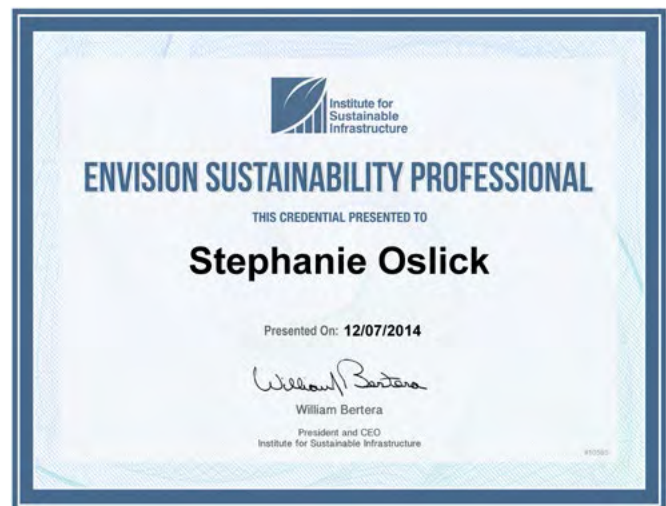 Institute for
Sustainable
Infrastructure
ENVISION SUSTAINABILITY PROFESSIONAL
THIS CREDENTIAL PRESENTED TO
Stephanie Oslick
Presented On: 12/07/2014
William Bertera
William Bertera
President and CEO
Institute for Sustainable Infrastructure